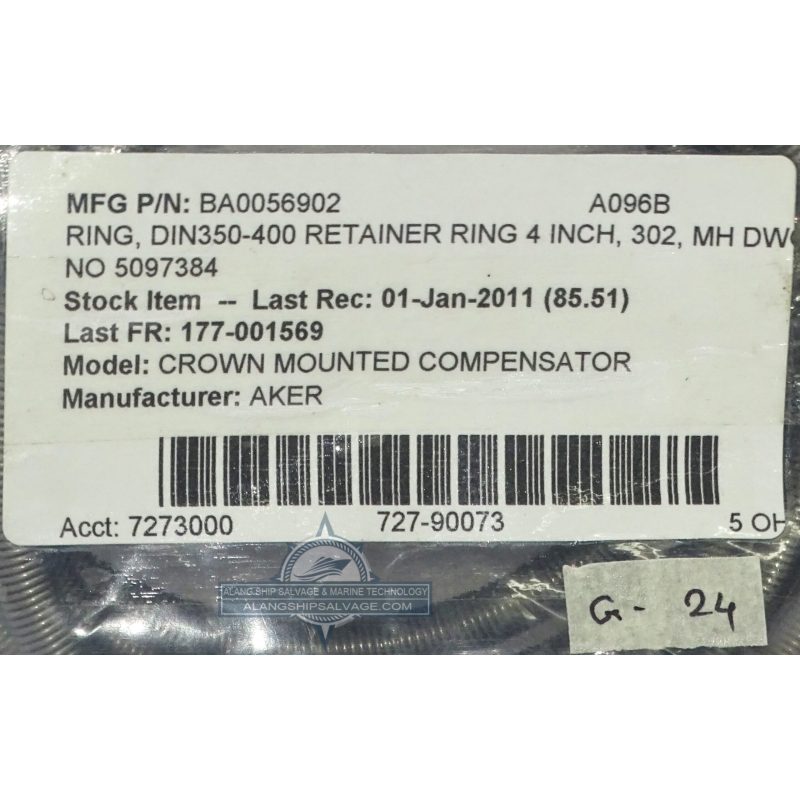 MFG P/N: BA0056902 A096B
RING, DIN350-400 RETAINER RING 4 INCH, 302, MH
NO 5097384
Stock Item -- Last Rec: 01-Jan-2011 (85.51)
Last FR: 177-001569
Model: CROWN MOUNTED COMPENSATOR
Manufacturer: AKER
Acct: 7273000 727-90073 5
ALANG SHIP SALVAGE & MARINE TECHNOLOGY
ALANGSHIPSALVAGE.COM
G- 24